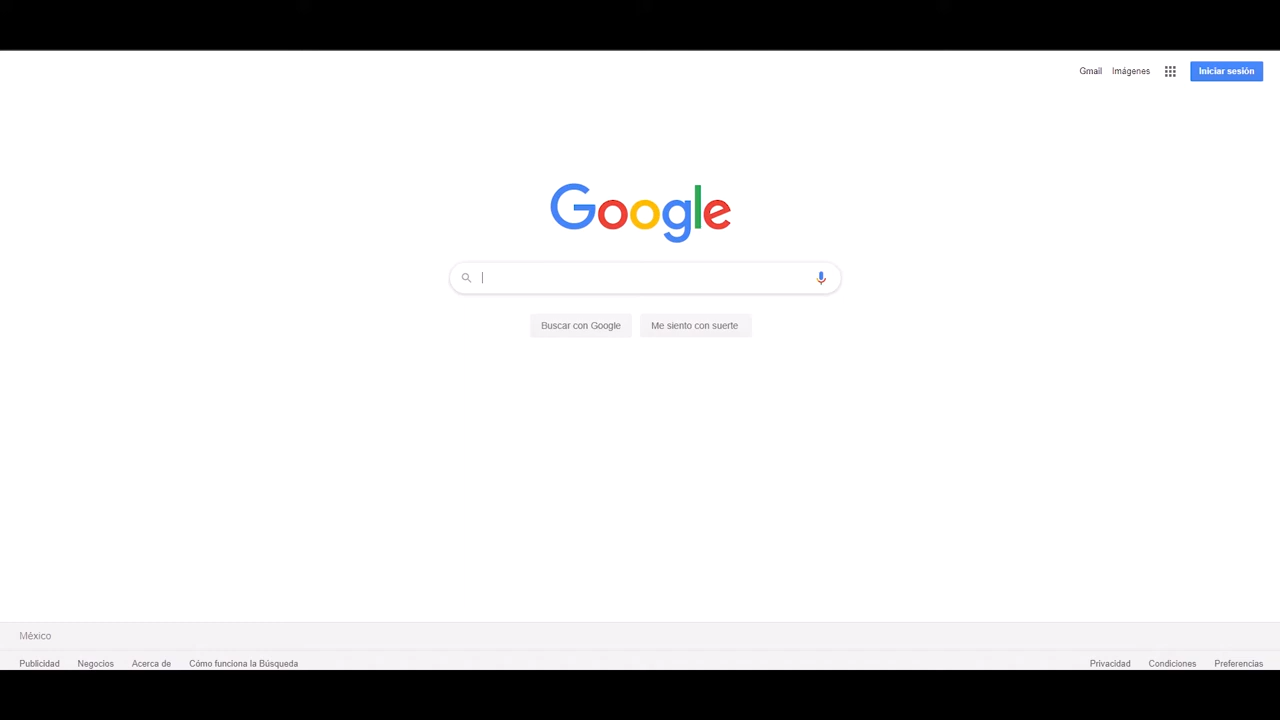 Gmail Imágenes Iniciar sesión
Google
Buscar con Google Me siento con suerte
México
Publicidad Negocios Acerca de Cómo funciona la Búsqueda Privacidad Condiciones Preferencias